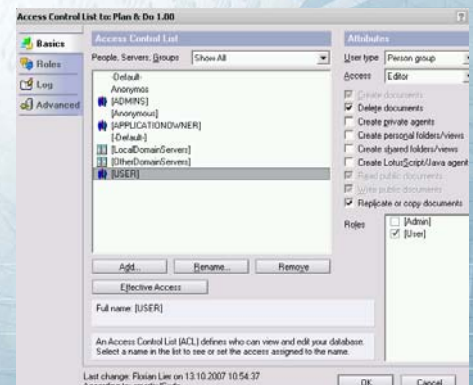 Access Control List to: Plan & Do 1.00
Basics
Roles
Log
Advanced
Access Control List
People, Servers, Groups Show All
-Default-
Anonymos
[ADMINS]
[Anonymous]
[APPLICATIONOWNER]
[-Default-]
[LocalDomainServers]
[OtherDomainServers]
[USER]
Add... Rename... Remove
Effective Access
Full name: [USER]
An Access Control List (ACL) defines who can view and edit your database.
Select a name in the list to see or set the access assigned to the name.
Last change: Florian Lier on 13.10.2007 10:54:37
Attributes
User type Person group
Access Editor
Create documents
Delete documents
Create private agents
Create personal folders/views
Create shared folders/views
Create LotusScript/Java agent
Read public documents
Write public documents
Replicate or copy documents
Roles
[Admin]
[User]
OK Cancel